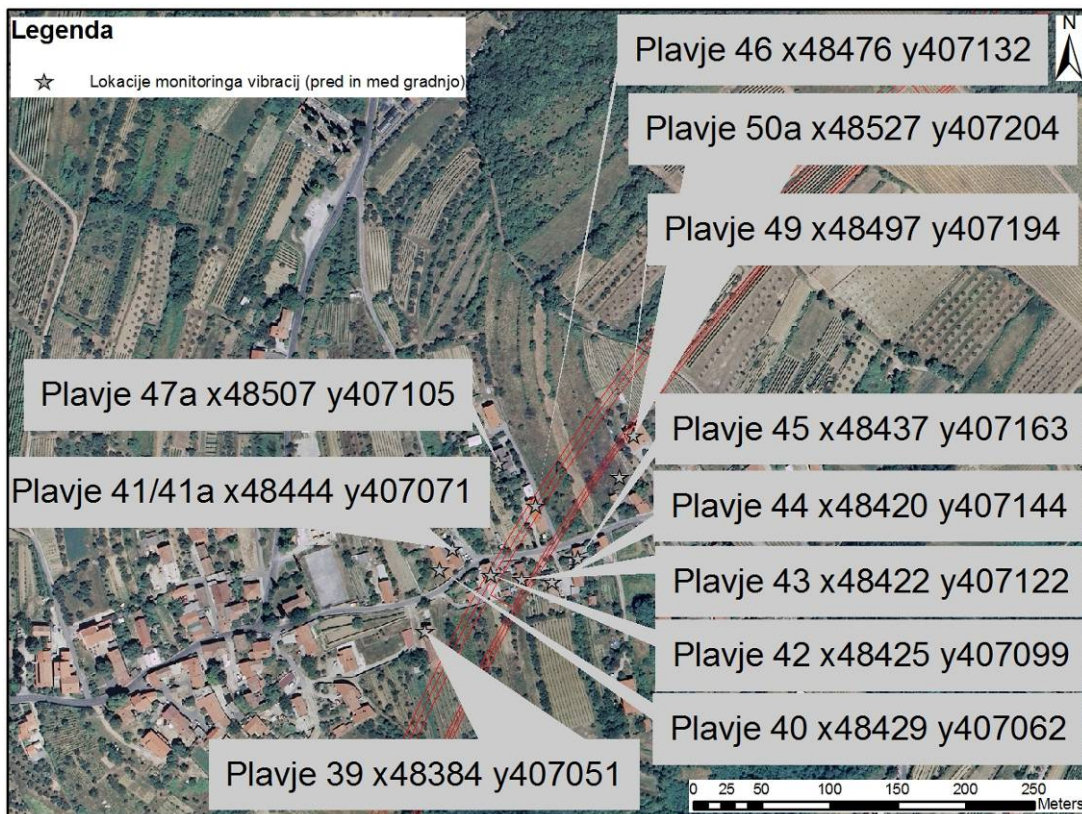 Legenda
Lokacije monitoringa vibracij (pred in med gradnjo)
N
Plavje 46 x48476 y407132
Plavje 50a x48527 y407204
Plavje 49 x48497 y407194
Plavje 47a x48507 y407105
Plavje 45 x48437 y407163
Plavje 41/41a x48444 y407071
Plavje 44 x48420 y407144
Plavje 43 x48422 y407122
Plavje 42 x48425 y407099
Plavje 40 x48429 y407062
Plavje 39 x48384 y407051
0 25 50 100 150 200 250
Meters